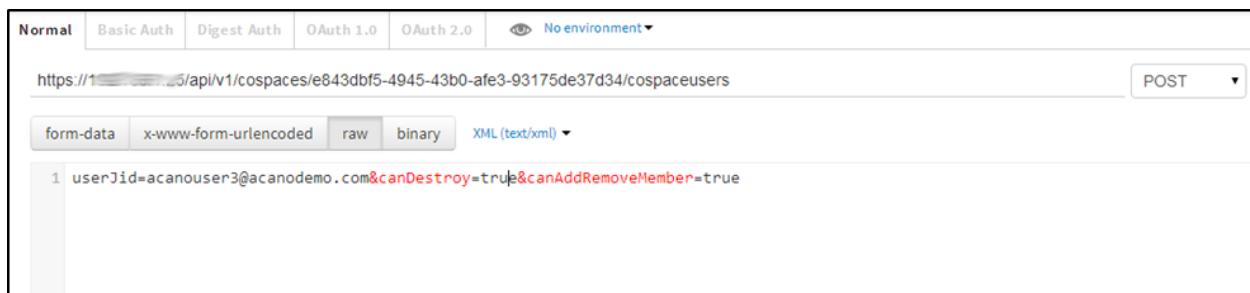 Normal Basic Auth Digest Auth OAuth 1.0 OAuth 2.0 No environment
/api/v1/cospaces/e843dbf5-4945-43b0-afe3-93175de37d34/cospaceusers POST
form-data x-www-form-urlencoded raw binary XML (text/xml)
1 userJid=acanouser3@acanodemo.com&canDestroy=true&canAddRemoveMember=true